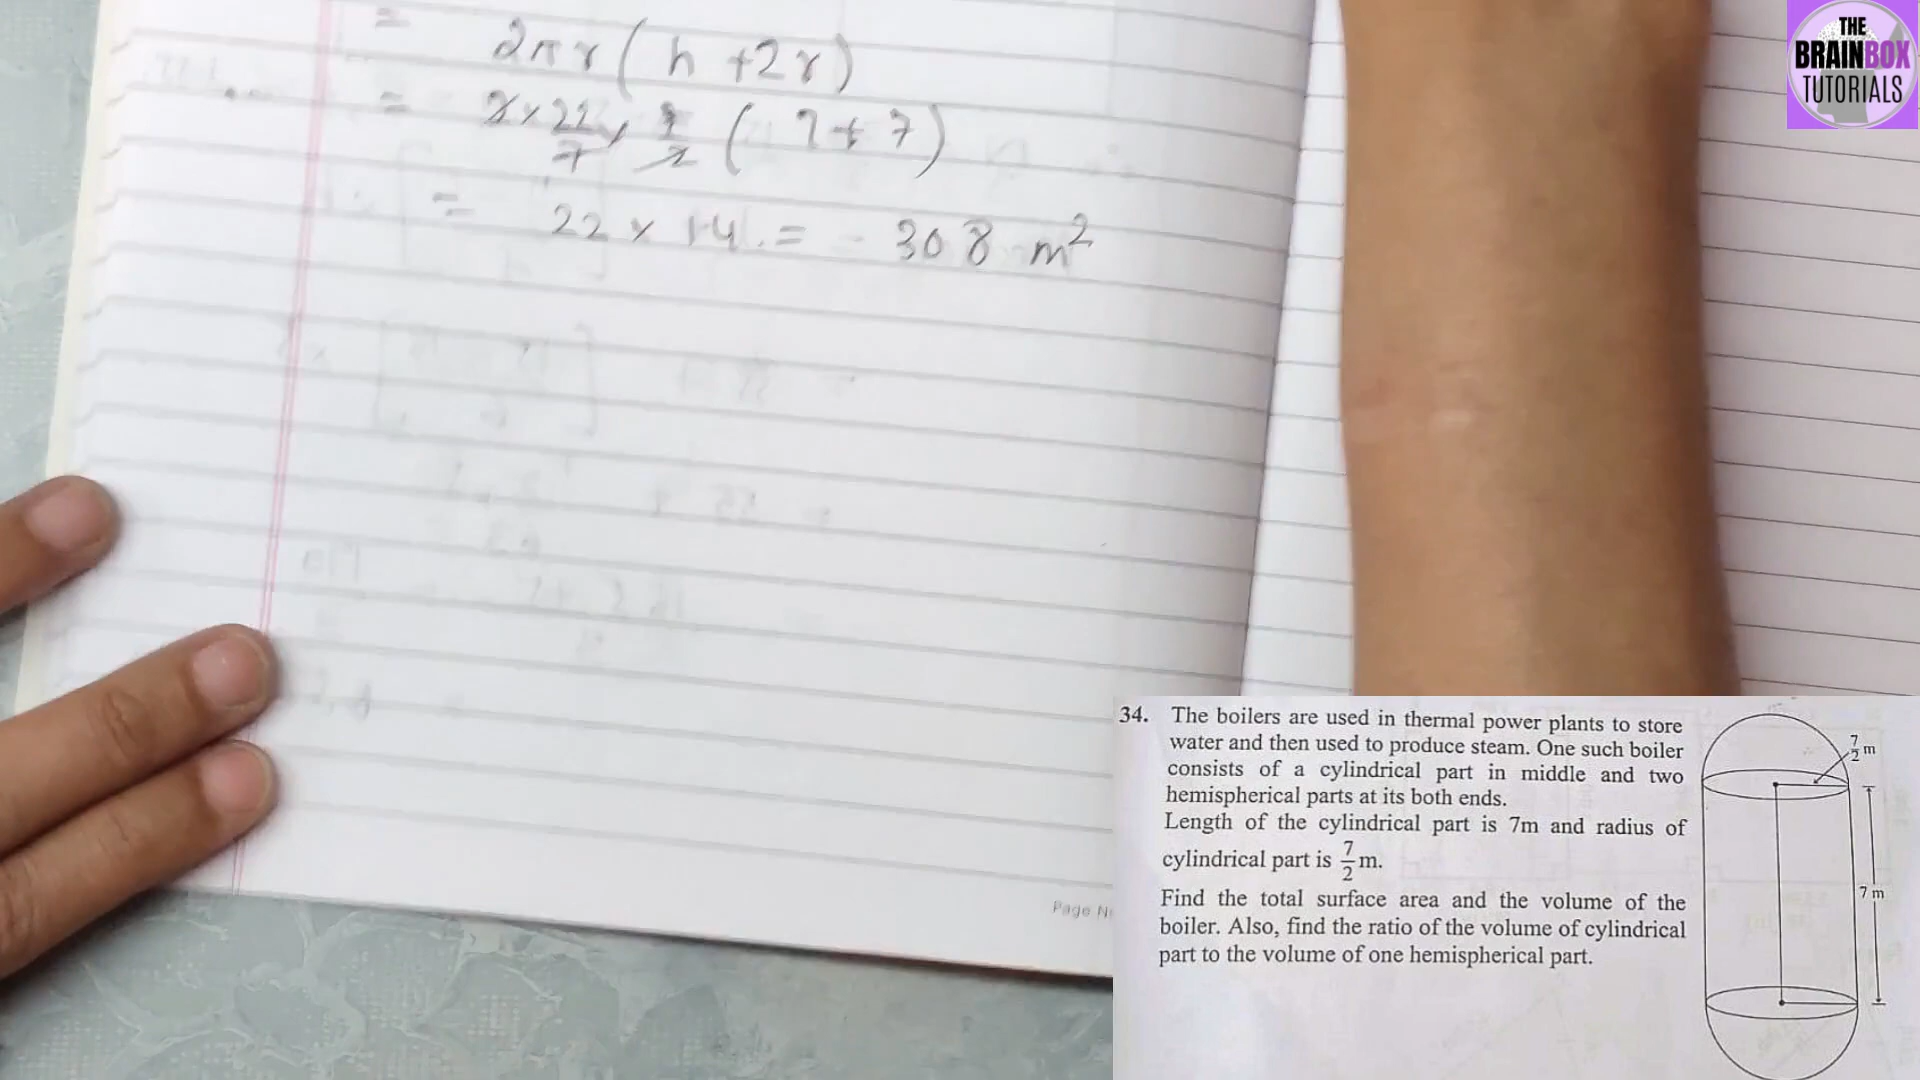 = 2πr ( h + 2r )
= 2 × 22/7 × 7/2 ( 7 + 7 )
= 22 × 14 = 308 m²
THE
BRAINBOX
TUTORIALS
34. The boilers are used in thermal power plants to store
water and then used to produce steam. One such boiler
consists of a cylindrical part in middle and two
hemispherical parts at its both ends.
Length of the cylindrical part is 7m and radius of
cylindrical part is 7/2 m.
Find the total surface area and the volume of the
boiler. Also, find the ratio of the volume of cylindrical
part to the volume of one hemispherical part.
7/2 m
7 m
Page